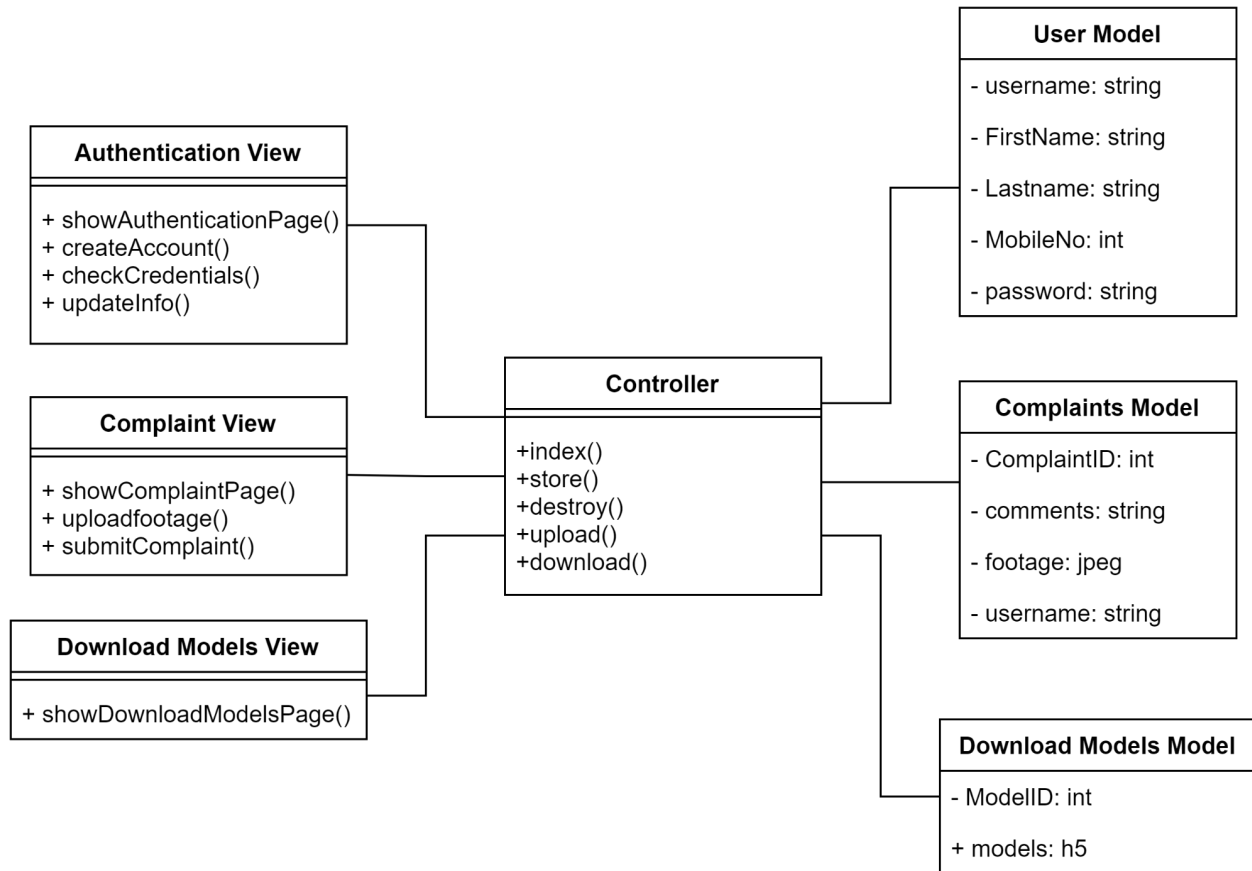 Authentication View
+ showAuthenticationPage()
+ createAccount()
+ checkCredentials()
+ updateInfo()
Complaint View
+ showComplaintPage()
+ uploadfootage()
+ submitComplaint()
Download Models View
+ showDownloadModelsPage()
Controller
+index()
+store()
+destroy()
+upload()
+download()
User Model
- username: string
- FirstName: string
- Lastname: string
- MobileNo: int
- password: string
Complaints Model
- ComplaintID: int
- comments: string
- footage: jpeg
- username: string
Download Models Model
- ModelID: int
+ models: h5